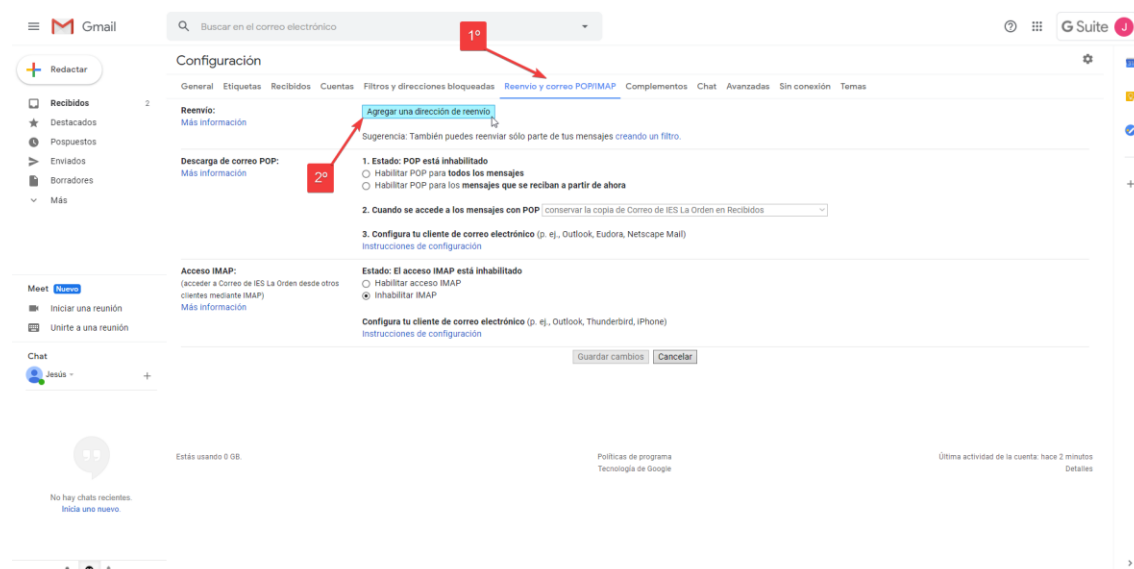 Gmail
Buscar en el correo electrónico
G Suite
J
1º
Redactar
Configuración
General Etiquetas Recibidos Cuentas Filtros y direcciones bloqueadas Reenvío y correo POP/IMAP Complementos Chat Avanzadas Sin conexión Temas
Recibidos 2
Destacados
Pospuestos
Enviados
Borradores
Más
Reenvío:
Más información
Agregar una dirección de reenvío
Sugerencia: También puedes reenviar sólo parte de tus mensajes creando un filtro.
2º
Descarga de correo POP:
Más información
1. Estado: POP está inhabilitado
Habilitar POP para todos los mensajes
Habilitar POP para los mensajes que se reciban a partir de ahora
2. Cuando se accede a los mensajes con POP conservar la copia de Correo de IES La Orden en Recibidos
3. Configura tu cliente de correo electrónico (p. ej., Outlook, Eudora, Netscape Mail)
Instrucciones de configuración
Acceso IMAP:
(acceder a Correo de IES La Orden desde otros
clientes mediante IMAP)
Más información
Estado: El acceso IMAP está inhabilitado
Habilitar acceso IMAP
Inhabilitar IMAP
Configura tu cliente de correo electrónico (p. ej., Outlook, Thunderbird, iPhone)
Instrucciones de configuración
Guardar cambios Cancelar
Meet Nuevo
Iniciar una reunión
Unirte a una reunión
Chat
Jesús
No hay chats recientes.
Inicia uno nuevo.
Estás usando 0 GB.
Políticas de programa
Tecnología de Google
Última actividad de la cuenta: hace 2 minutos
Detalles